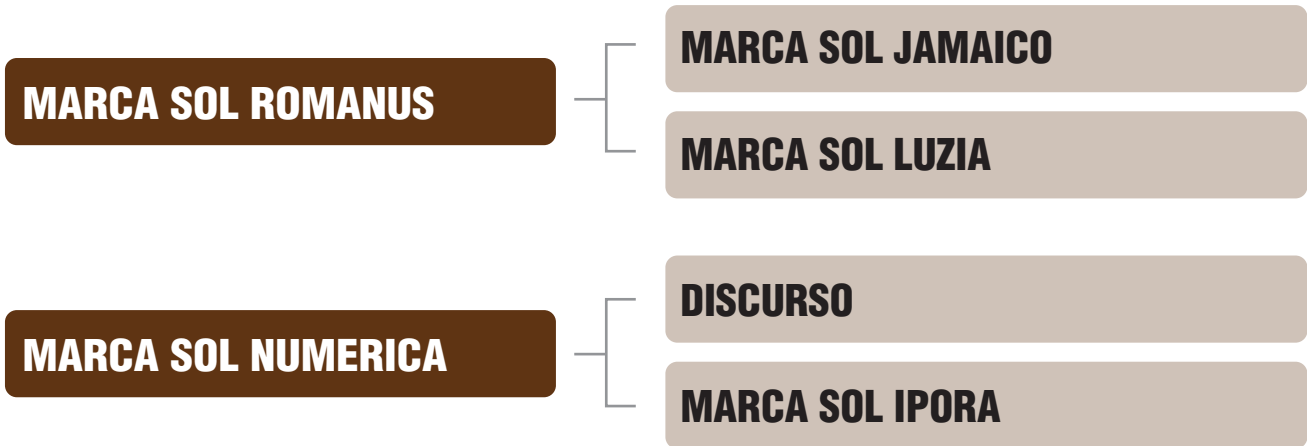 MARCA SOL ROMANUS
MARCA SOL JAMAICO
MARCA SOL LUZIA
MARCA SOL NUMERICA
DISCURSO
MARCA SOL IPORA